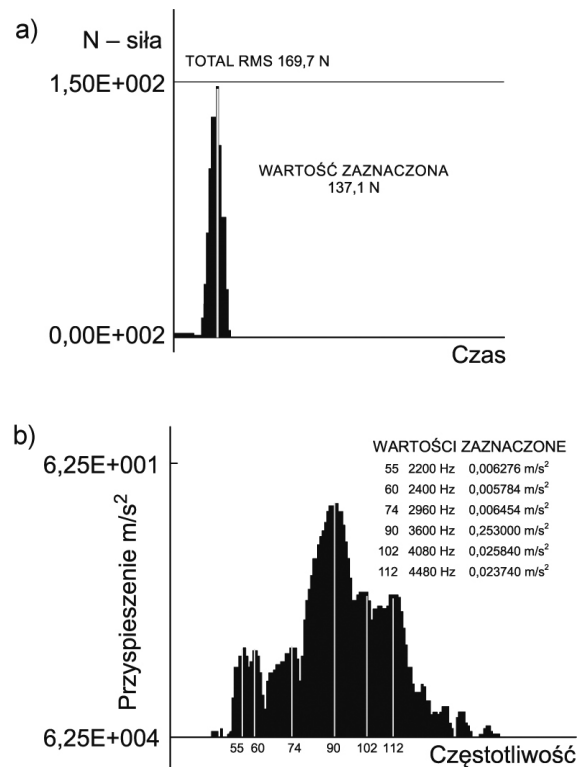 a)
N – siła
TOTAL RMS 169,7 N
1,50E+002
WARTOŚĆ ZAZNACZONA
137,1 N
0,00E+002
Czas
b)
WARTOŚCI ZAZNACZONE
6,25E+001
55 2200 Hz 0,006276 m/s²
60 2400 Hz 0,005784 m/s²
74 2960 Hz 0,006454 m/s²
90 3600 Hz 0,253000 m/s²
102 4080 Hz 0,025840 m/s²
112 4480 Hz 0,023740 m/s²
Przyspieszenie m/s²
6,25E+004
55 60 74 90 102 112
Częstotliwość